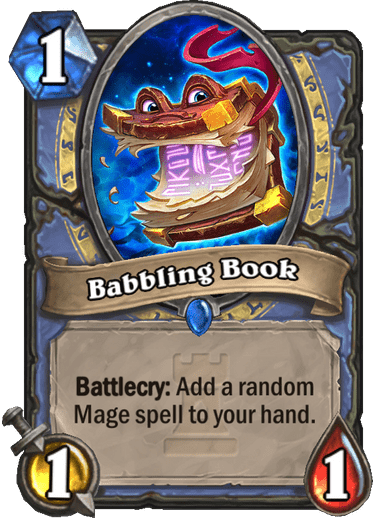 1
Babbling Book
Battlecry: Add a random
Mage spell to your hand.
1
1